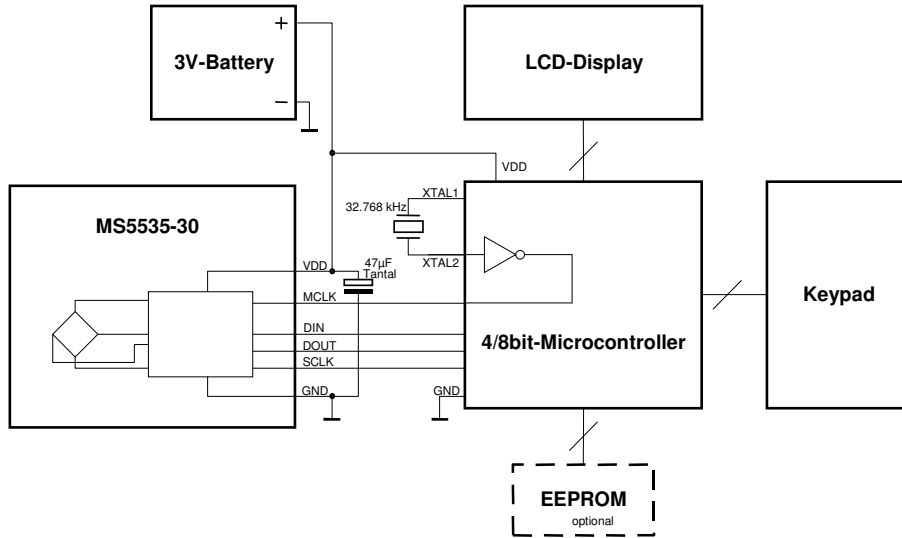 +
3V-Battery
−
LCD-Display
VDD
MS5535-30
XTAL1
32.768 kHz
XTAL2
47µF
Tantal
VDD
MCLK
DIN
DOUT
SCLK
GND
GND
4/8bit-Microcontroller
Keypad
EEPROM
optional